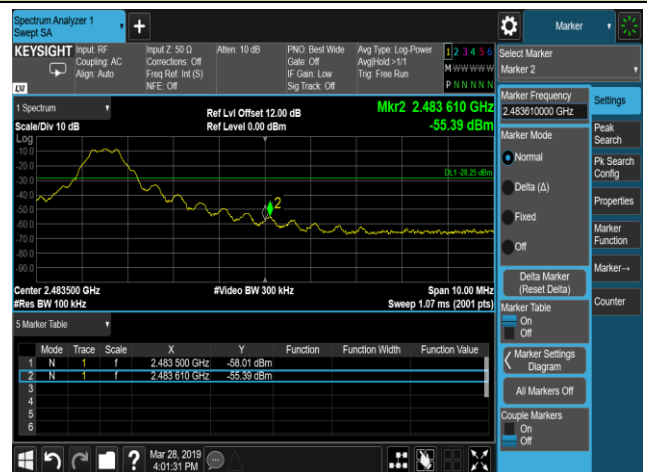 Spectrum Analyzer 1
Swept SA
+
Marker
KEYSIGHT
Input: RF
Coupling: AC
Align: Auto
Input Z: 50 Ω
Corrections: Off
Freq Ref: Int (S)
NFE: Off
Atten: 10 dB
PNO: Best Wide
Gate: Off
IF Gain: Low
Sig Track: Off
Avg Type: Log-Power
Avg|Hold:>1/1
Trig: Free Run
1 2 3 4 5 6
M W W W W W
P N N N N N
LXI
Select Marker
Marker 2
1 Spectrum
Scale/Div 10 dB
Ref Lvl Offset 12.00 dB
Ref Level 0.00 dBm
Mkr2 2.483 610 GHz
-55.39 dBm
Log
-10.0
-20.0
-30.0
-40.0
-50.0
-60.0
-70.0
-80.0
-90.0
DL1 -28.25 dBm
2
Center 2.483500 GHz
#Res BW 100 kHz
#Video BW 300 kHz
Span 10.00 MHz
Sweep 1.07 ms (2001 pts)
5 Marker Table
Mode Trace Scale X Y Function Function Width Function Value
1 N 1 f 2.483 500 GHz -58.01 dBm
2 N 1 f 2.483 610 GHz -55.39 dBm
3
4
5
6
Marker Frequency
2.483610000 GHz
Marker Mode
Normal
Delta (Δ)
Fixed
Off
Delta Marker
(Reset Delta)
Marker Table
On
Off
Marker Settings
Diagram
All Markers Off
Couple Markers
On
Off
Settings
Peak
Search
Pk Search
Config
Properties
Marker
Function
Marker→
Counter
?
Mar 28, 2019
4:01:31 PM